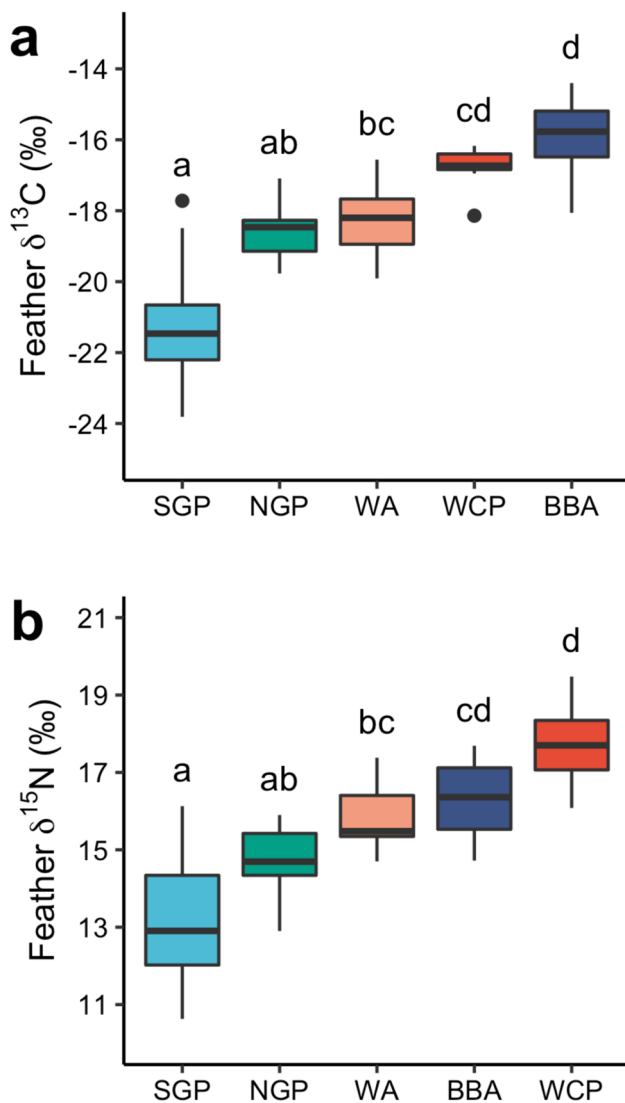 a
Feather δ¹³C (‰)
-14
-16
-18
-20
-22
-24
a
ab
bc
cd
d
SGP NGP WA WCP BBA
b
Feather δ¹⁵N (‰)
21
19
17
15
13
11
a
ab
bc
cd
d
SGP NGP WA BBA WCP